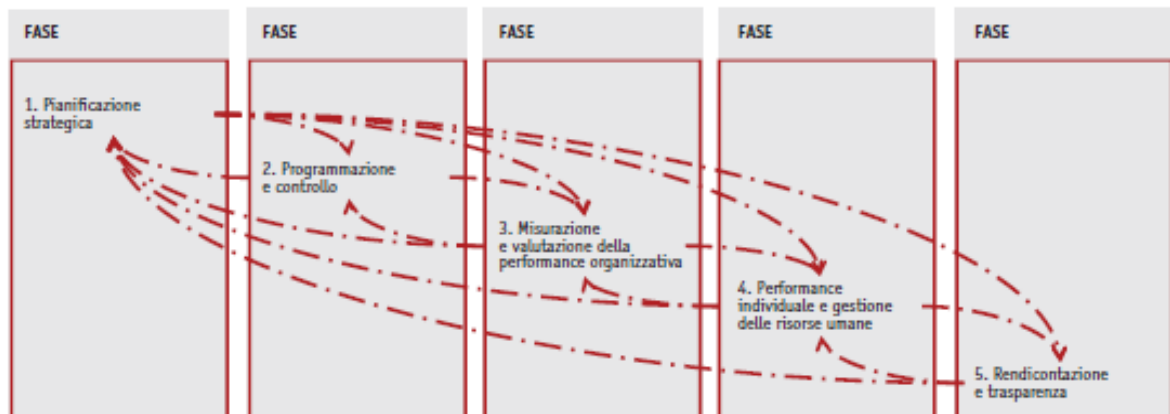 FASE
FASE
FASE
FASE
FASE
1. Pianificazione
strategica
2. Programmazione
e controllo
3. Misurazione
e valutazione della
performance organizzativa
4. Performance
individuale e gestione
delle risorse umane
5. Rendicontazione
e trasparenza